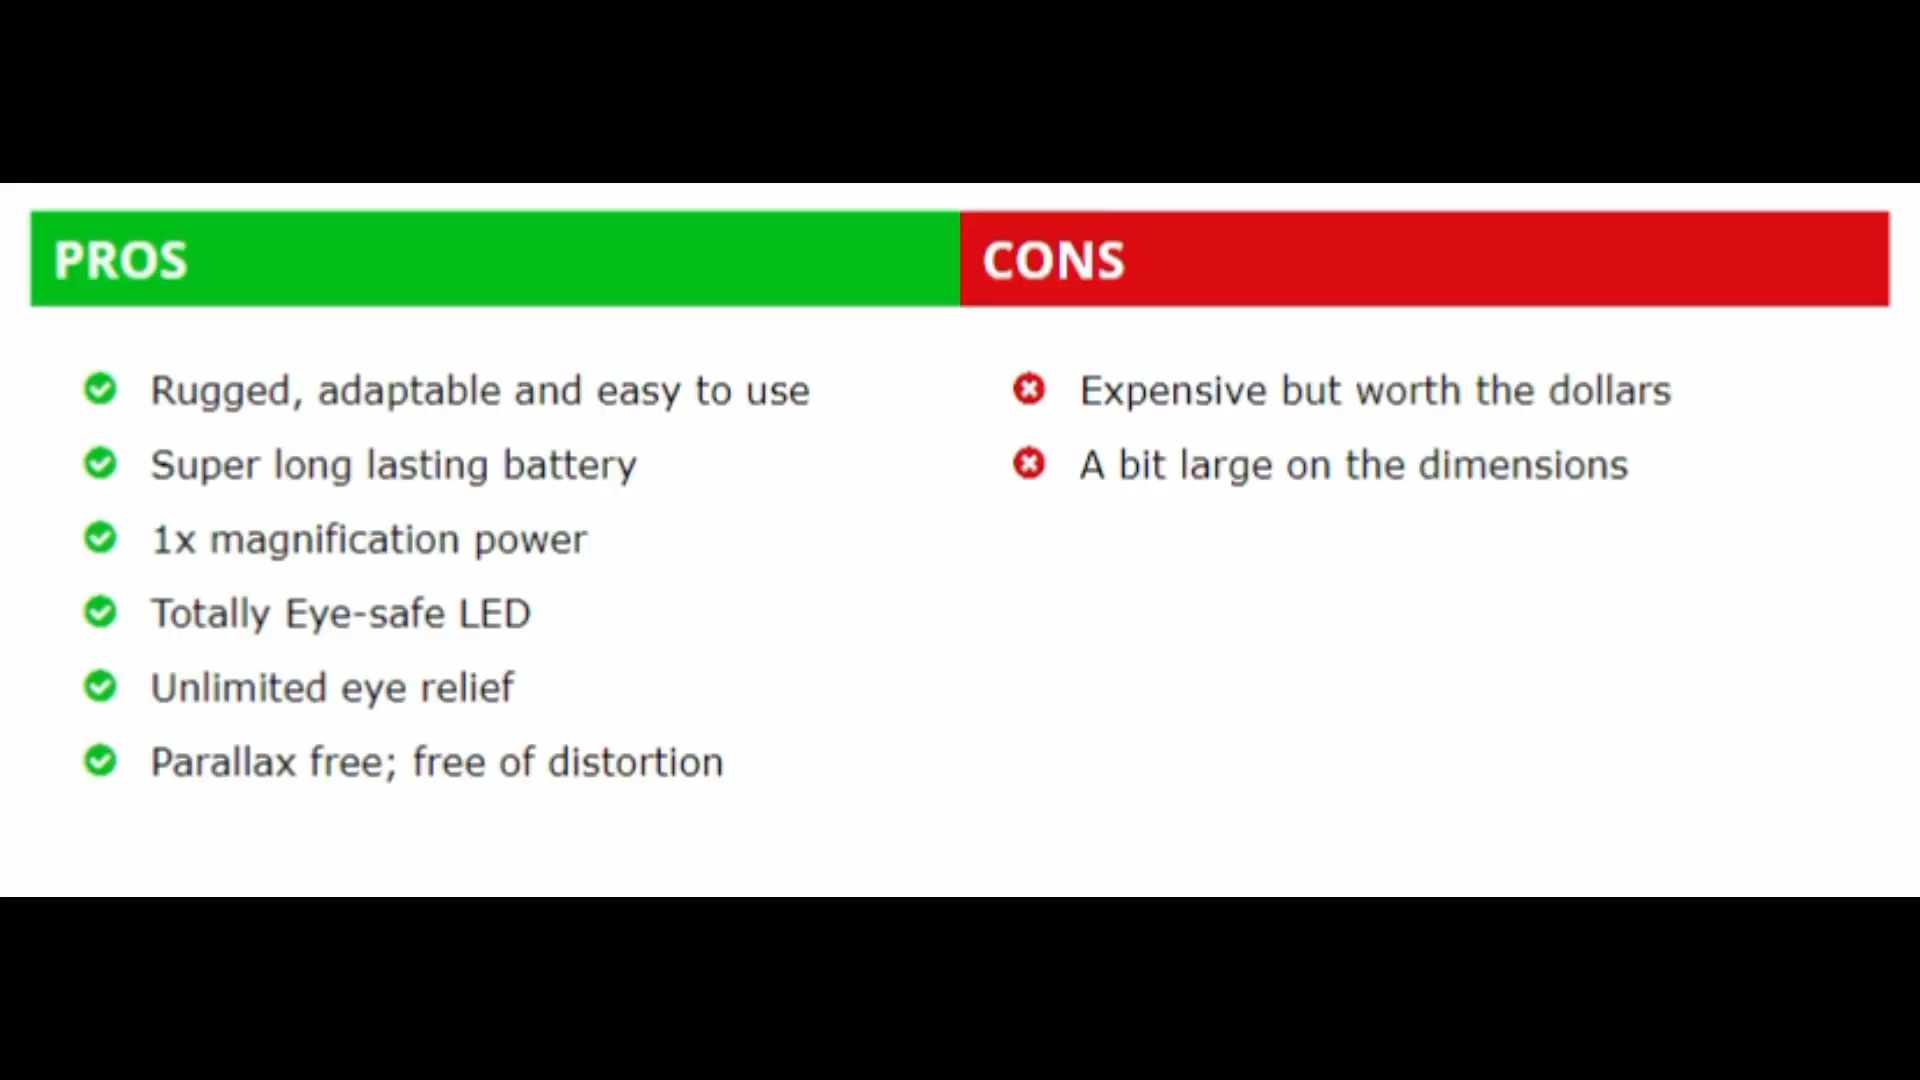 PROS
Rugged, adaptable and easy to use
Super long lasting battery
1x magnification power
Totally Eye-safe LED
Unlimited eye relief
Parallax free; free of distortion
CONS
Expensive but worth the dollars
A bit large on the dimensions